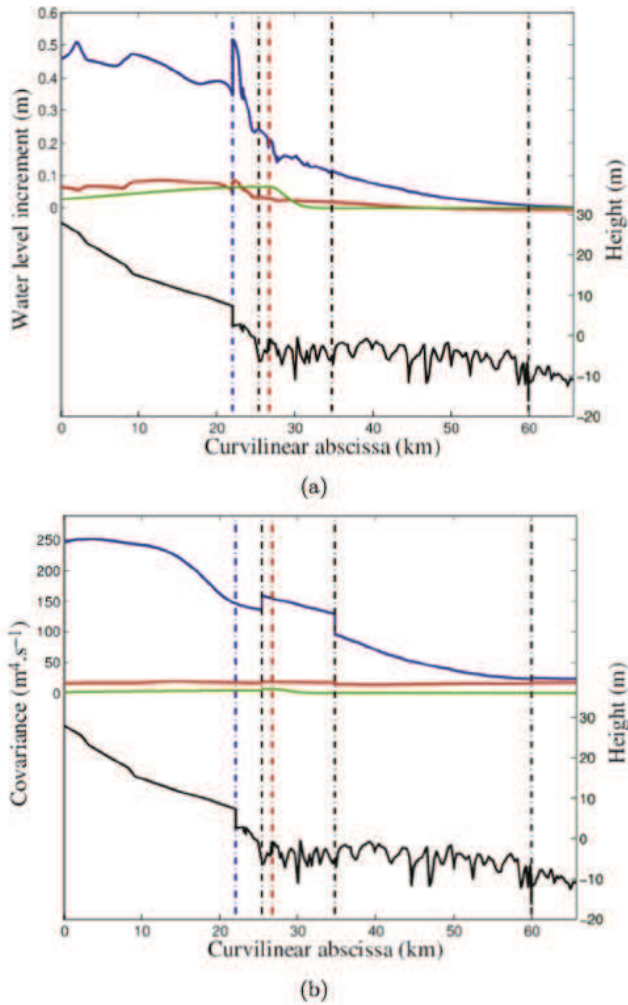 0.6
0.5
0.4
0.3
0.2
0.1
0
Water level increment (m)
30
20
10
0
-10
-20
Height (m)
0 10 20 30 40 50 60
Curvilinear abscissa (km)
(a)
250
200
150
100
50
0
Covariance (m⁴.s⁻¹)
30
20
10
0
-10
-20
Height (m)
0 10 20 30 40 50 60
Curvilinear abscissa (km)
(b)